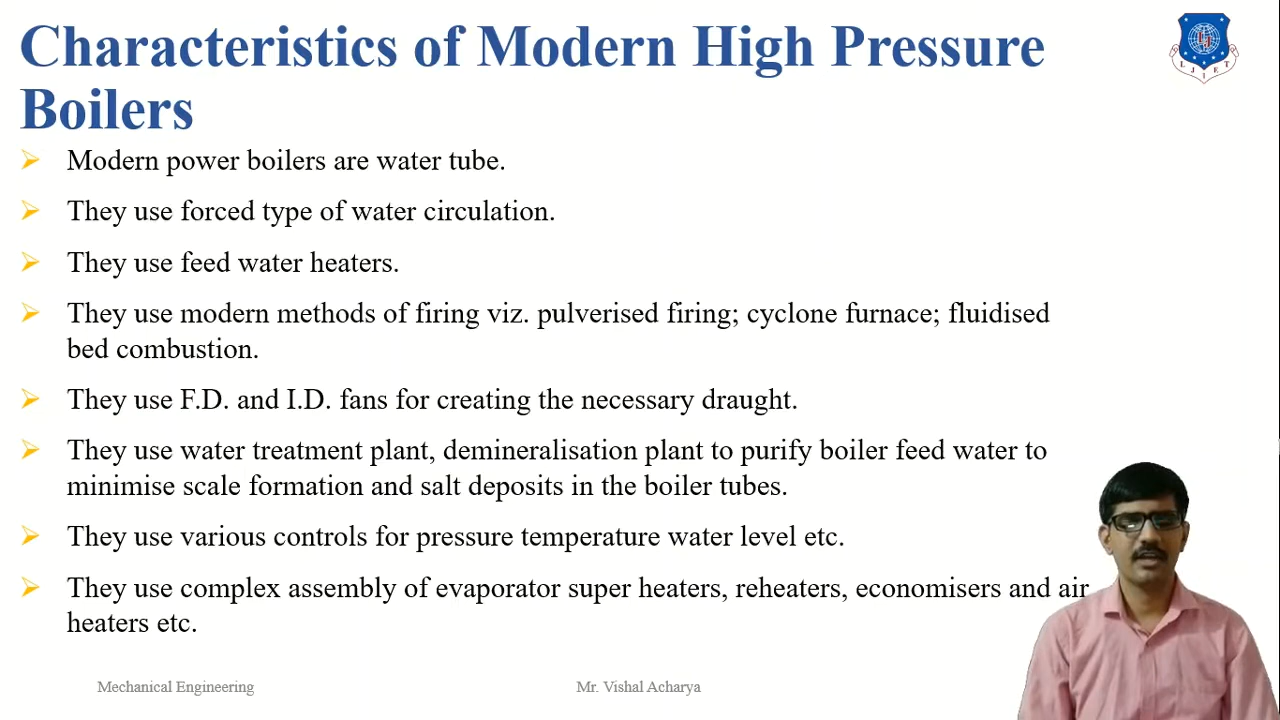 Characteristics of Modern High Pressure
Boilers
L J I E T
Modern power boilers are water tube.
They use forced type of water circulation.
They use feed water heaters.
They use modern methods of firing viz. pulverised firing; cyclone furnace; fluidised
bed combustion.
They use F.D. and I.D. fans for creating the necessary draught.
They use water treatment plant, demineralisation plant to purify boiler feed water to
minimise scale formation and salt deposits in the boiler tubes.
They use various controls for pressure temperature water level etc.
They use complex assembly of evaporator super heaters, reheaters, economisers and air
heaters etc.
Mechanical Engineering
Mr. Vishal Acharya